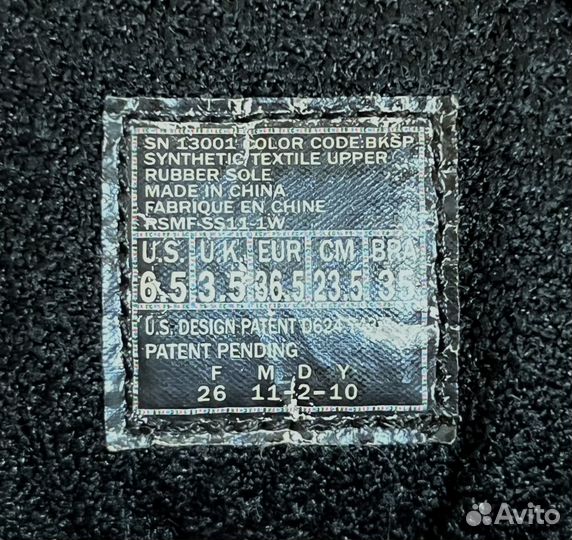 SN 13001 COLOR CODE:BKSP
SYNTHETIC/TEXTILE UPPER
RUBBER SOLE
MADE IN CHINA
FABRIQUE EN CHINE
RSMF-SS11-1W
U.S. U.K. EUR CM BRA
6.5 3.5 36.5 23.5 35
U.S. DESIGN PATENT
PATENT PENDING
F M D Y
26 11-2-10
Avito